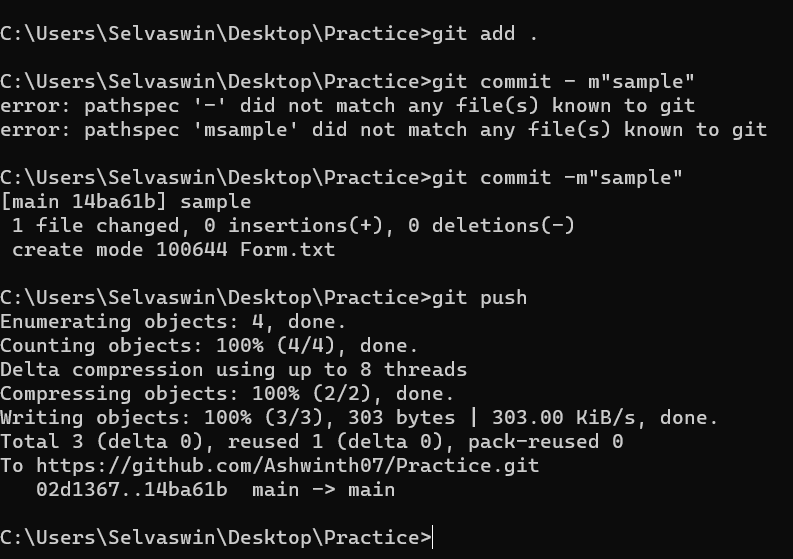 C:\Users\Selvaswin\Desktop\Practice>git add .
C:\Users\Selvaswin\Desktop\Practice>git commit - m"sample"
error: pathspec '-' did not match any file(s) known to git
error: pathspec 'msample' did not match any file(s) known to git
C:\Users\Selvaswin\Desktop\Practice>git commit -m"sample"
[main 14ba61b] sample
 1 file changed, 0 insertions(+), 0 deletions(-)
 create mode 100644 Form.txt
C:\Users\Selvaswin\Desktop\Practice>git push
Enumerating objects: 4, done.
Counting objects: 100% (4/4), done.
Delta compression using up to 8 threads
Compressing objects: 100% (2/2), done.
Writing objects: 100% (3/3), 303 bytes | 303.00 KiB/s, done.
Total 3 (delta 0), reused 1 (delta 0), pack-reused 0
To https://github.com/Ashwinth07/Practice.git
   02d1367..14ba61b  main -> main
C:\Users\Selvaswin\Desktop\Practice>